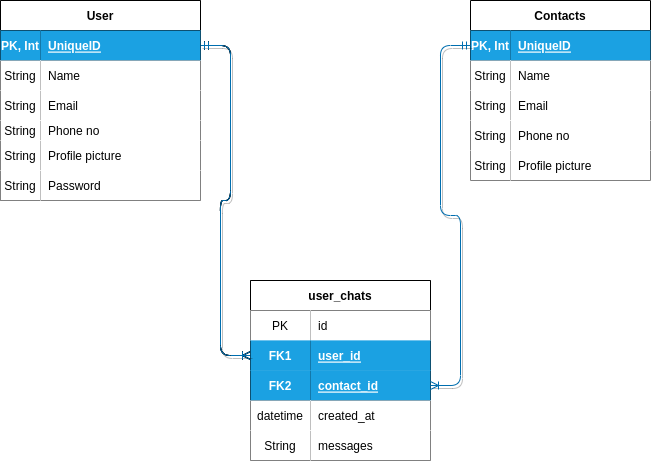 User
PK, Int UniqueID
String Name
String Email
String Phone no
String Profile picture
String Password
Contacts
PK, Int UniqueID
String Name
String Email
String Phone no
String Profile picture
user_chats
PK id
FK1 user_id
FK2 contact_id
datetime created_at
String messages